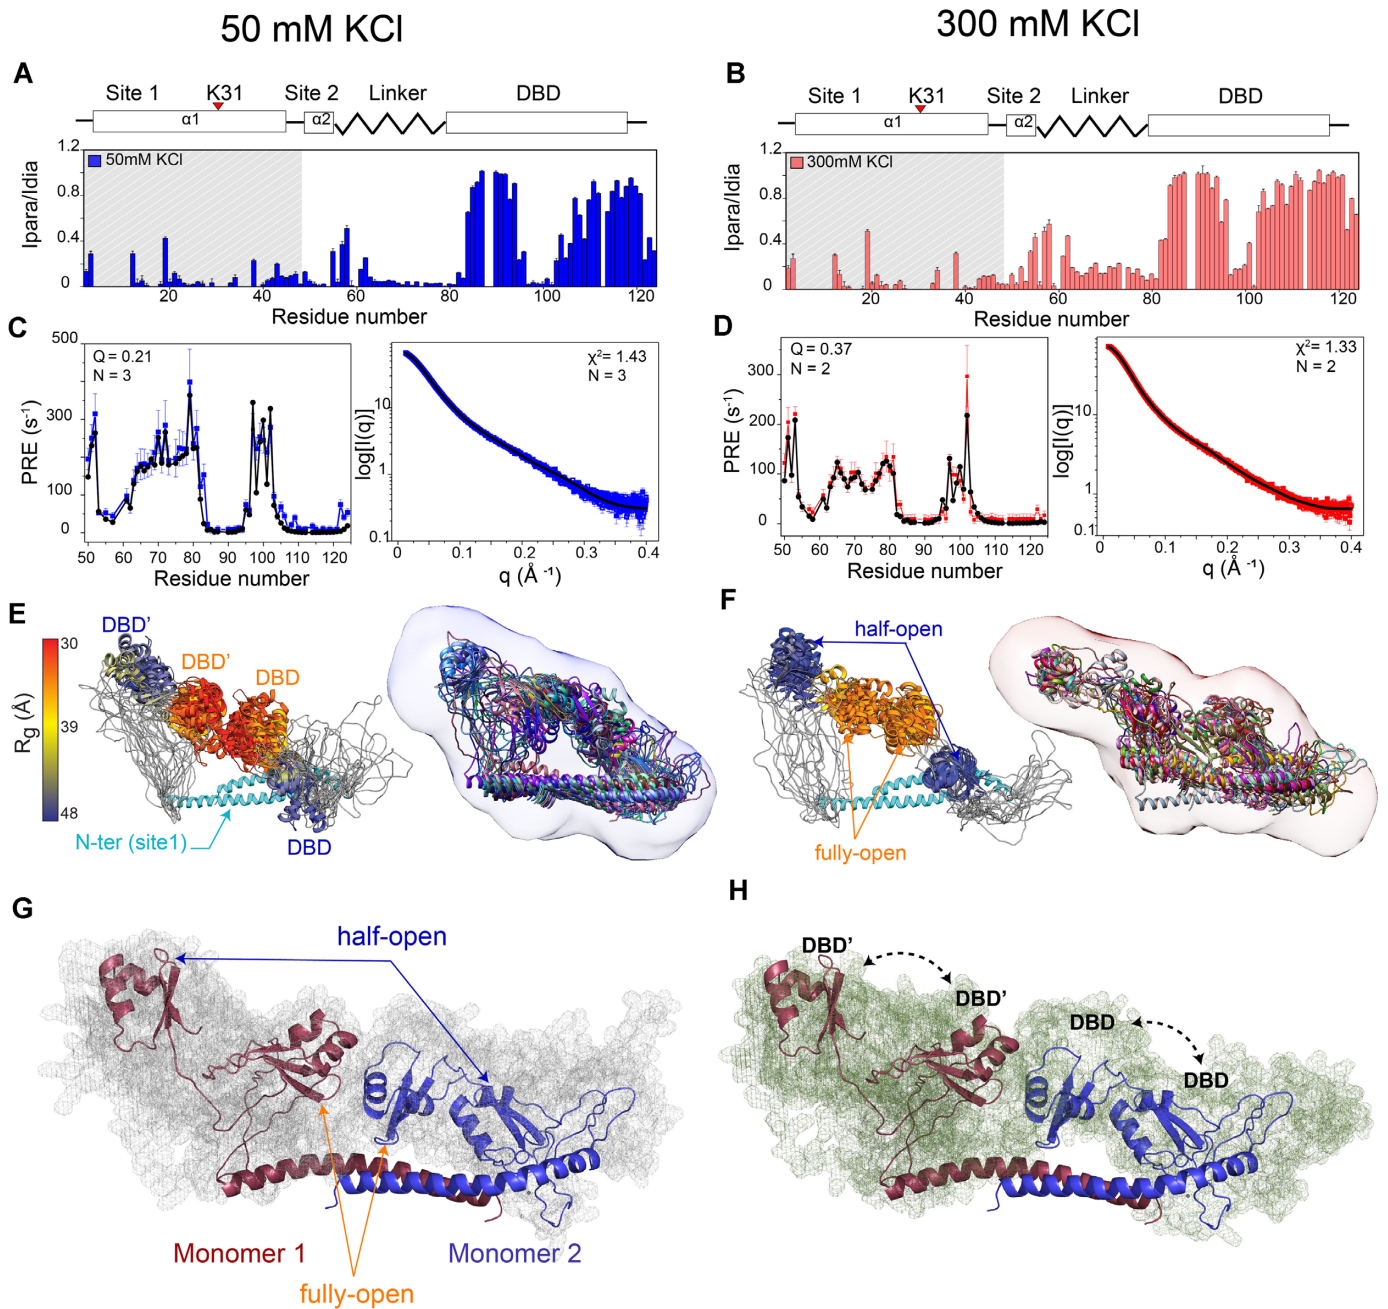 50 mM KCl
300 mM KCl
A
Site 1
K31
Site 2
Linker
DBD
α1
α2
1.2
0.8
0.4
0
Ipara/Idia
50mM KCl
20
40
60
80
100
120
Residue number
B
Site 1
K31
Site 2
Linker
DBD
α1
α2
1.2
0.8
0.4
0
Ipara/Idia
300mM KCl
20
40
60
80
100
120
Residue number
C
500
300
100
0
PRE (s⁻¹)
Q = 0.21
N = 3
50
60
70
80
90
100
110
120
Residue number
log[I(q)]
10
1
0.1
χ²= 1.43
N = 3
0
0.1
0.2
0.3
0.4
q (Å ⁻¹)
D
300
200
100
0
PRE (s⁻¹)
Q = 0.37
N = 2
50
60
70
80
90
100
110
120
Residue number
log[I(q)]
10
1
0.1
χ²= 1.33
N = 2
0
0.1
0.2
0.3
0.4
q (Å ⁻¹)
E
30
39
48
Rg (Å)
DBD’
DBD’
DBD
N-ter (site1)
DBD
F
half-open
fully-open
G
half-open
Monomer 1
Monomer 2
fully-open
H
DBD’
DBD’
DBD
DBD